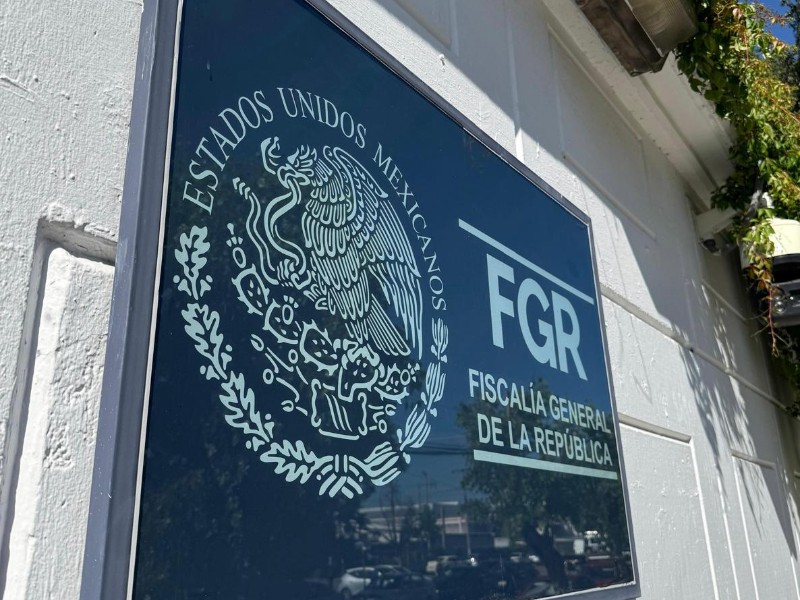 ESTADOS UNIDOS MEXICANOS
FGR
FISCALÍA GENERAL
DE LA REPÚBLICA